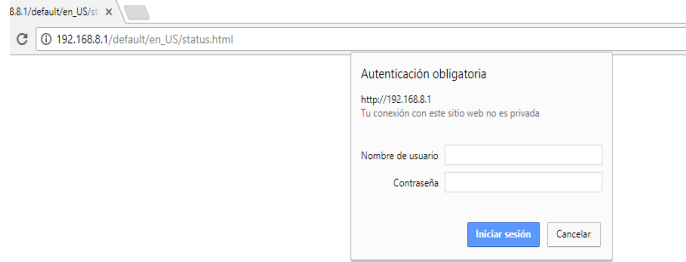 8.8.1/default/en_US/st
192.168.8.1/default/en_US/status.html
Autenticación obligatoria
http://192.168.8.1
Tu conexión con este sitio web no es privada
Nombre de usuario
Contraseña
Iniciar sesión
Cancelar